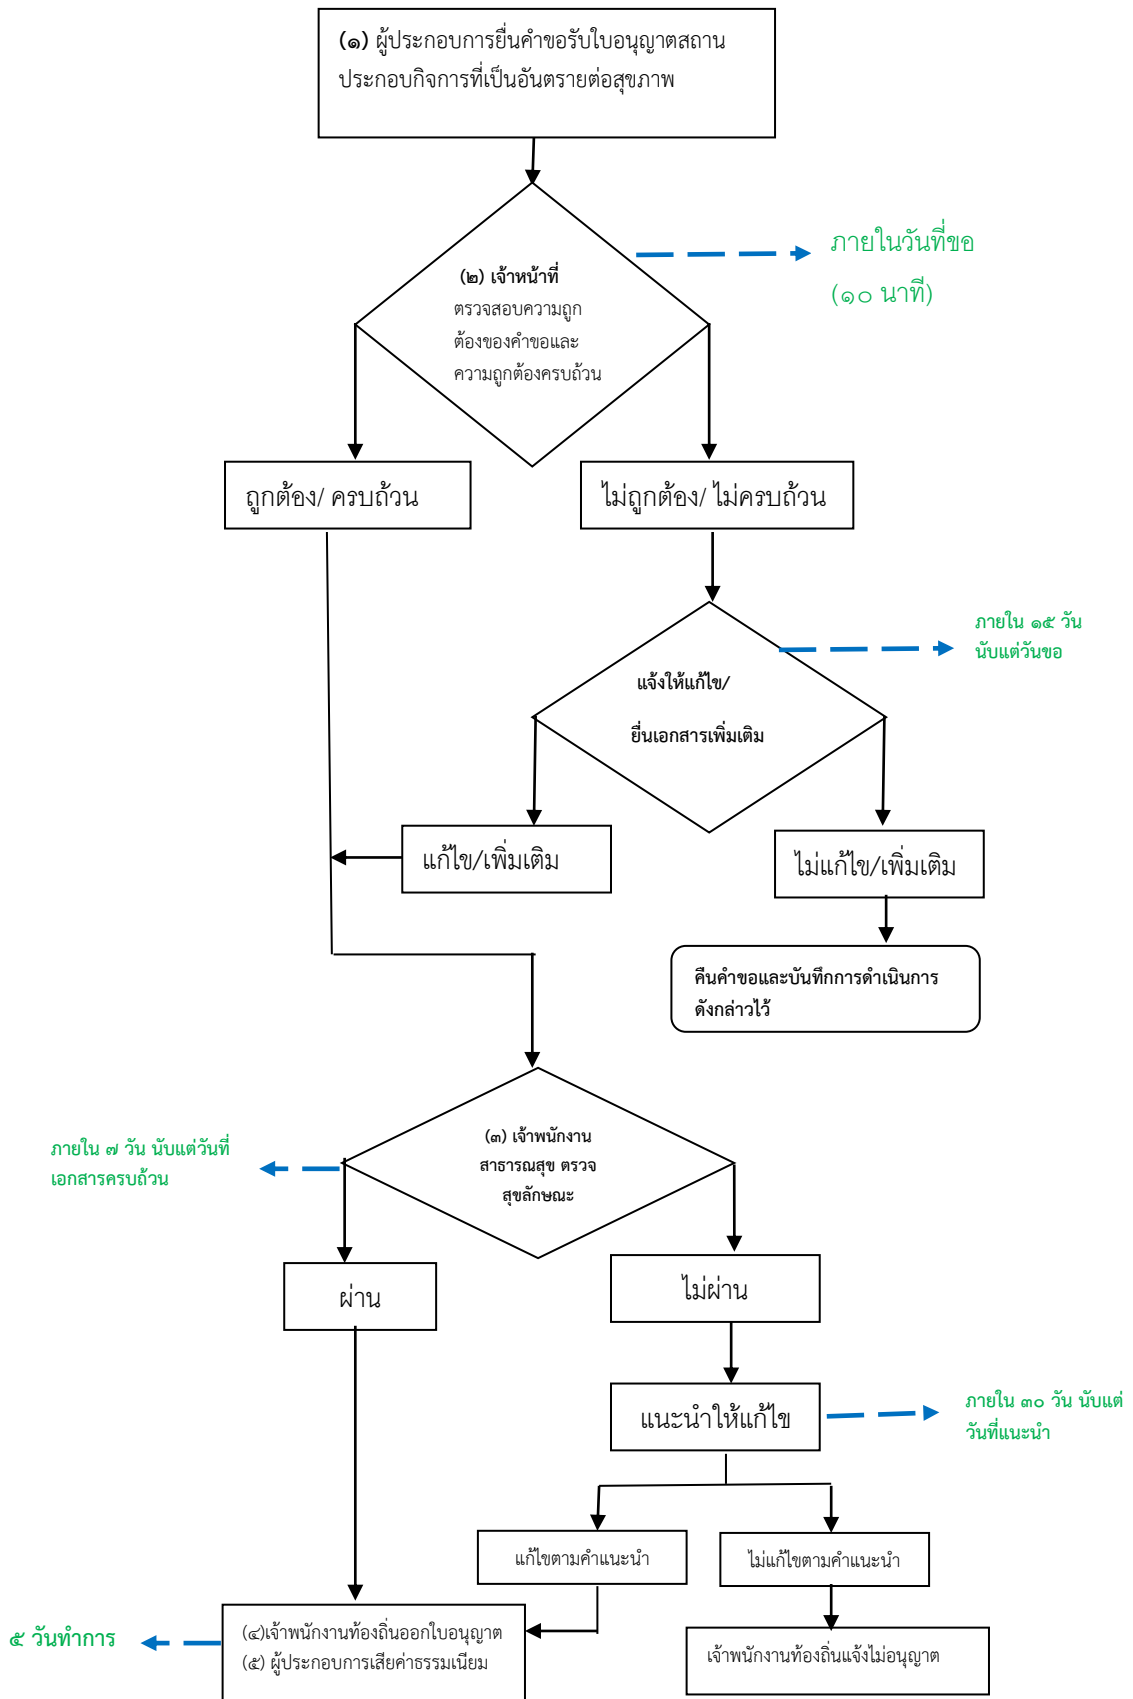 (๑) ผู้ประกอบการยื่นคำขอรับใบอนุญาตสถาน
ประกอบกิจการที่เป็นอันตรายต่อสุขภาพ
ภายในวันที่ขอ
(๑๐ นาที)
(๒) เจ้าหน้าที่
ตรวจสอบความถูก
ต้องของคำขอและ
ความถูกต้องครบถ้วน
ถูกต้อง/ ครบถ้วน
ไม่ถูกต้อง/ ไม่ครบถ้วน
ภายใน ๑๕ วัน
นับแต่วันขอ
แจ้งให้แก้ไข/
ยื่นเอกสารเพิ่มเติม
แก้ไข/เพิ่มเติม
ไม่แก้ไข/เพิ่มเติม
คืนคำขอและบันทึกการดำเนินการ
ดังกล่าวไว้
(๓) เจ้าพนักงาน
สาธารณสุข ตรวจ
สุขลักษณะ
ภายใน ๗ วัน นับแต่วันที่
เอกสารครบถ้วน
ผ่าน
ไม่ผ่าน
แนะนำให้แก้ไข
ภายใน ๓๐ วัน นับแต่
วันที่แนะนำ
แก้ไขตามคำแนะนำ
ไม่แก้ไขตามคำแนะนำ
๕ วันทำการ
(๔)เจ้าพนักงานท้องถิ่นออกใบอนุญาต
(๕) ผู้ประกอบการเสียค่าธรรมเนียม
เจ้าพนักงานท้องถิ่นแจ้งไม่อนุญาต